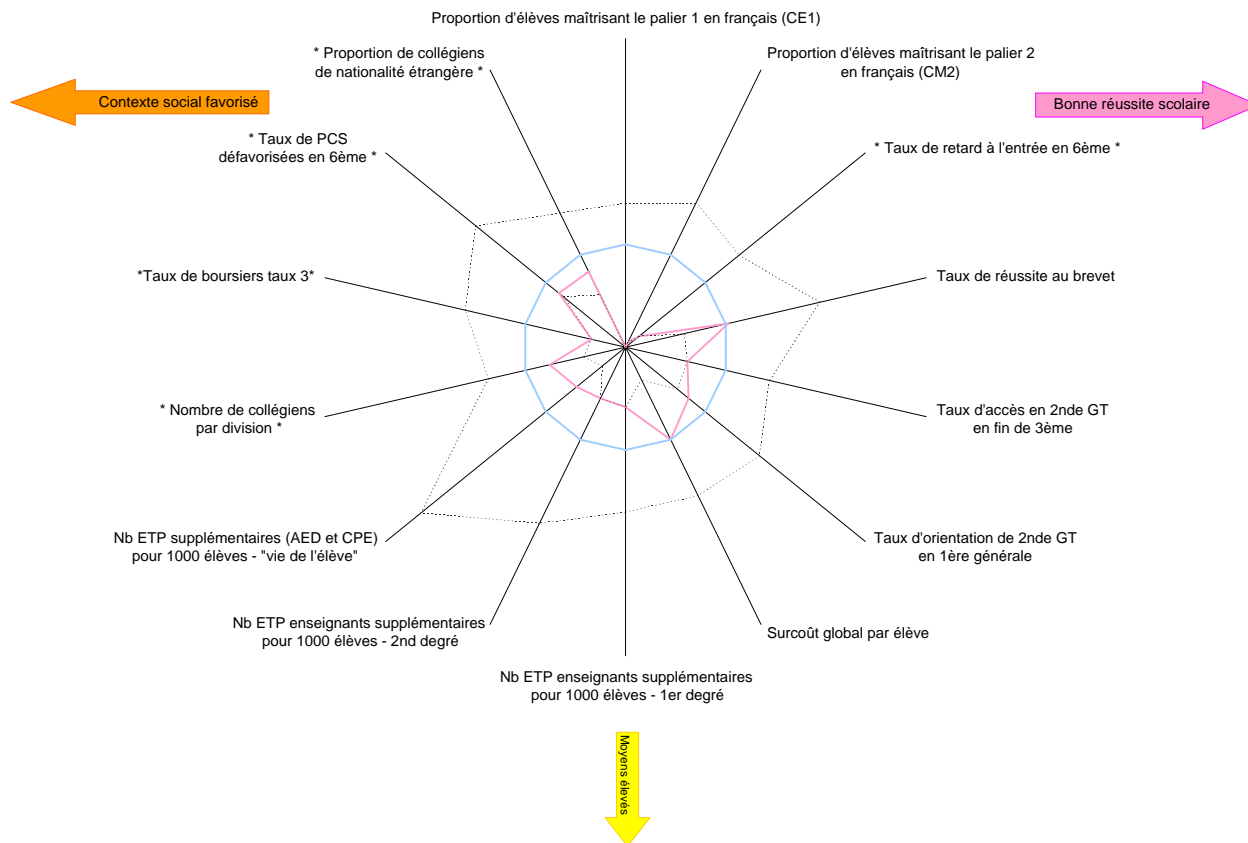 Proportion d'élèves maîtrisant le palier 1 en français (CE1)
* Proportion de collégiens
de nationalité étrangère *
Proportion d'élèves maîtrisant le palier 2
en français (CM2)
Contexte social favorisé
Bonne réussite scolaire
* Taux de PCS
défavorisées en 6ème *
* Taux de retard à l'entrée en 6ème *
*Taux de boursiers taux 3*
Taux de réussite au brevet
* Nombre de collégiens
par division *
Taux d'accès en 2nde GT
en fin de 3ème
Nb ETP supplémentaires (AED et CPE)
pour 1000 élèves - "vie de l'élève"
Taux d'orientation de 2nde GT
en 1ère générale
Nb ETP enseignants supplémentaires
pour 1000 élèves - 2nd degré
Surcoût global par élève
Nb ETP enseignants supplémentaires
pour 1000 élèves - 1er degré
Moyens élevés